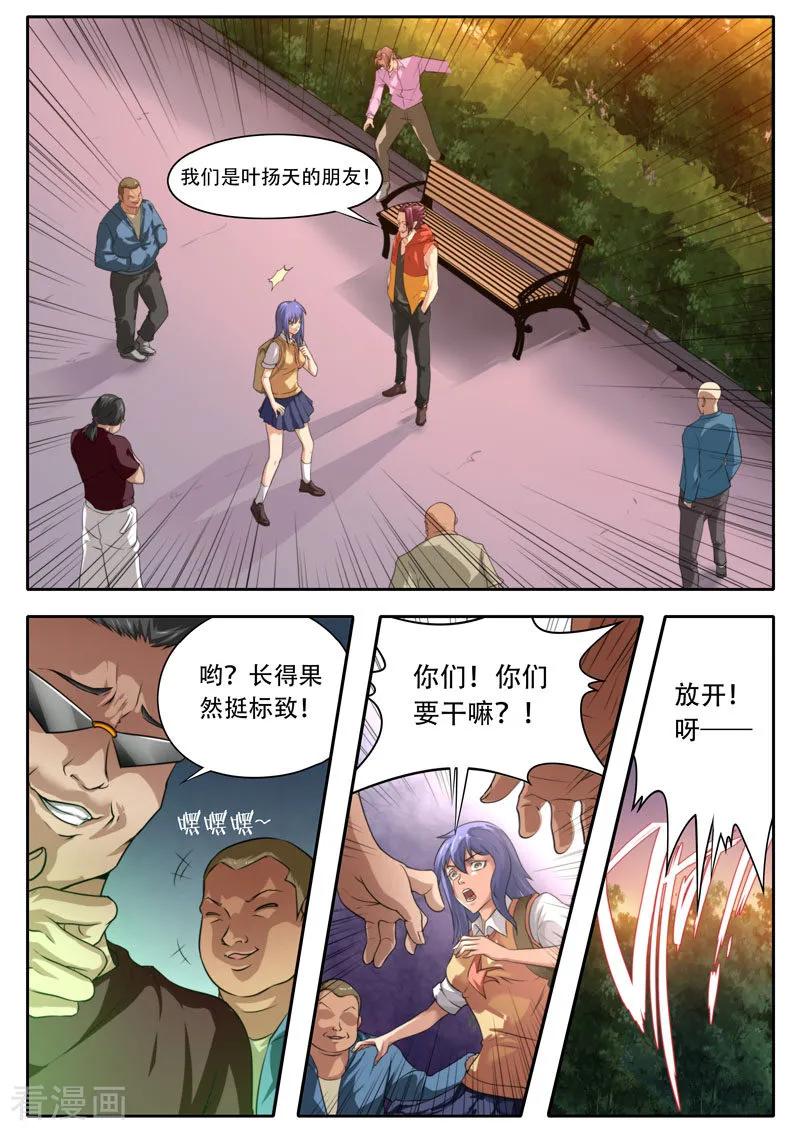 我们是叶扬天的朋友！
哟？长得果
然挺标致！
嘿嘿嘿~
你们！你们
要干嘛？！
放开！
呀——
看漫画